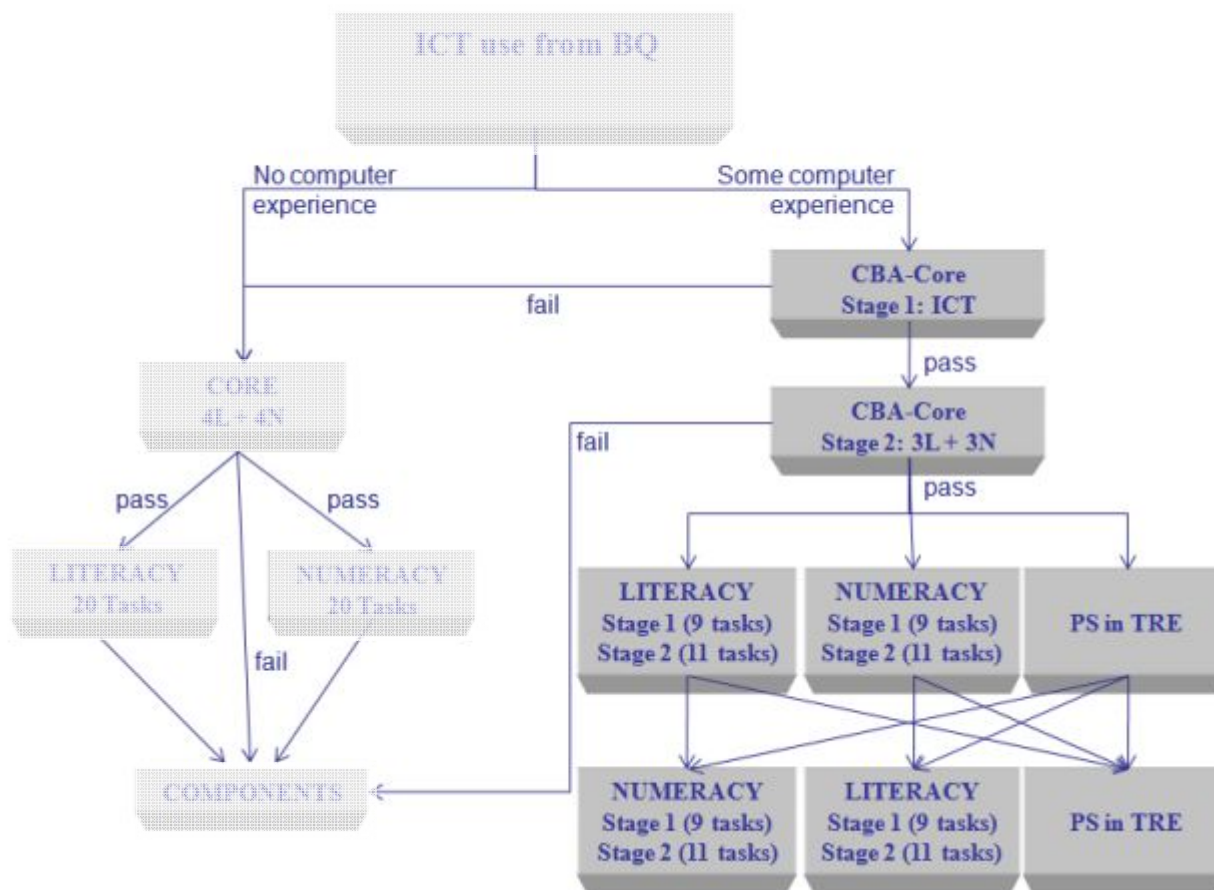 ICT use from BQ
No computer
experience
Some computer
experience
CBA-Core
Stage 1: ICT
fail
pass
CORE
4L + 4N
CBA-Core
Stage 2: 3L + 3N
fail
pass
pass
pass
LITERACY
20 Tasks
NUMERACY
20 Tasks
LITERACY
Stage 1 (9 tasks)
Stage 2 (11 tasks)
NUMERACY
Stage 1 (9 tasks)
Stage 2 (11 tasks)
PS in TRE
fail
COMPONENTS
NUMERACY
Stage 1 (9 tasks)
Stage 2 (11 tasks)
LITERACY
Stage 1 (9 tasks)
Stage 2 (11 tasks)
PS in TRE